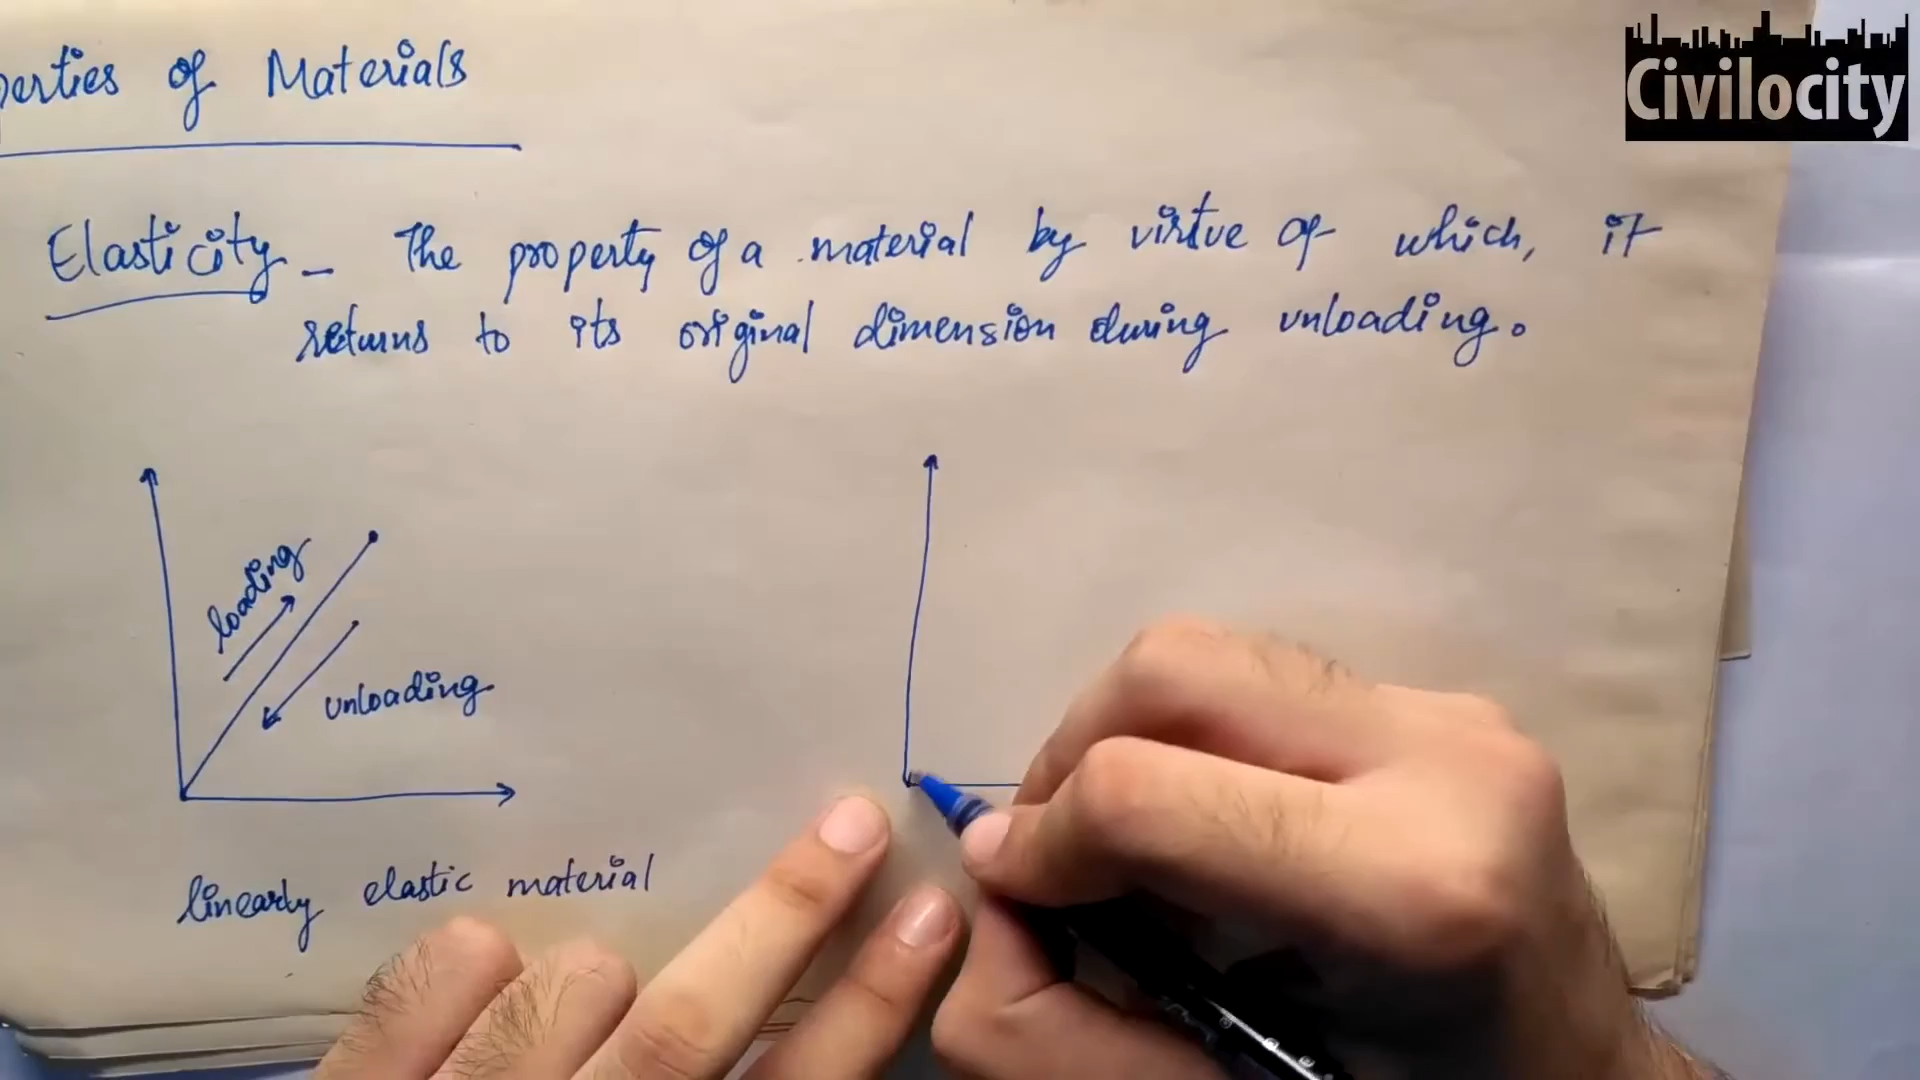 perties of Materials
Civilocity
Elasticity - The property of a material by virtue of which, it
returns to its original dimension during unloading.
loading
unloading
linearly elastic material